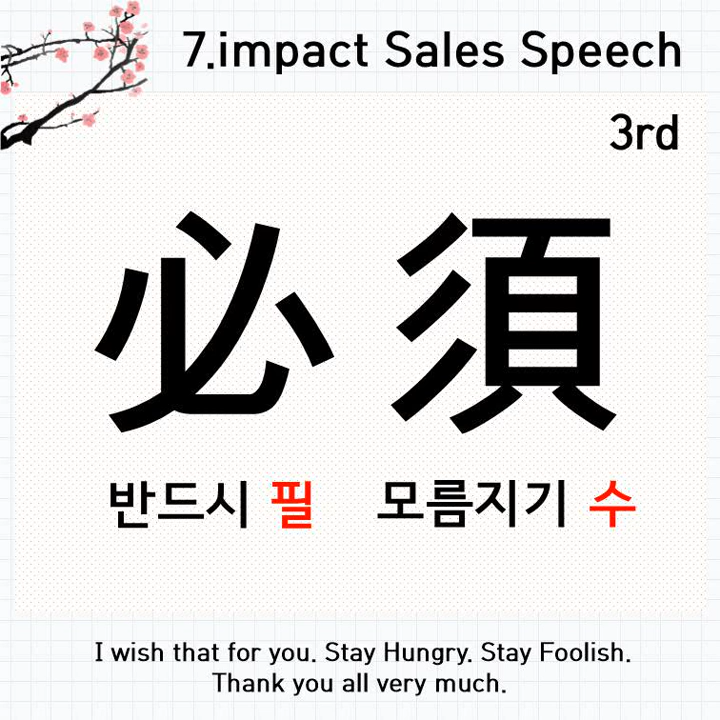 7.impact Sales Speech
3rd
必須
반드시 필 모름지기 수
I wish that for you. Stay Hungry. Stay Foolish.
Thank you all very much.